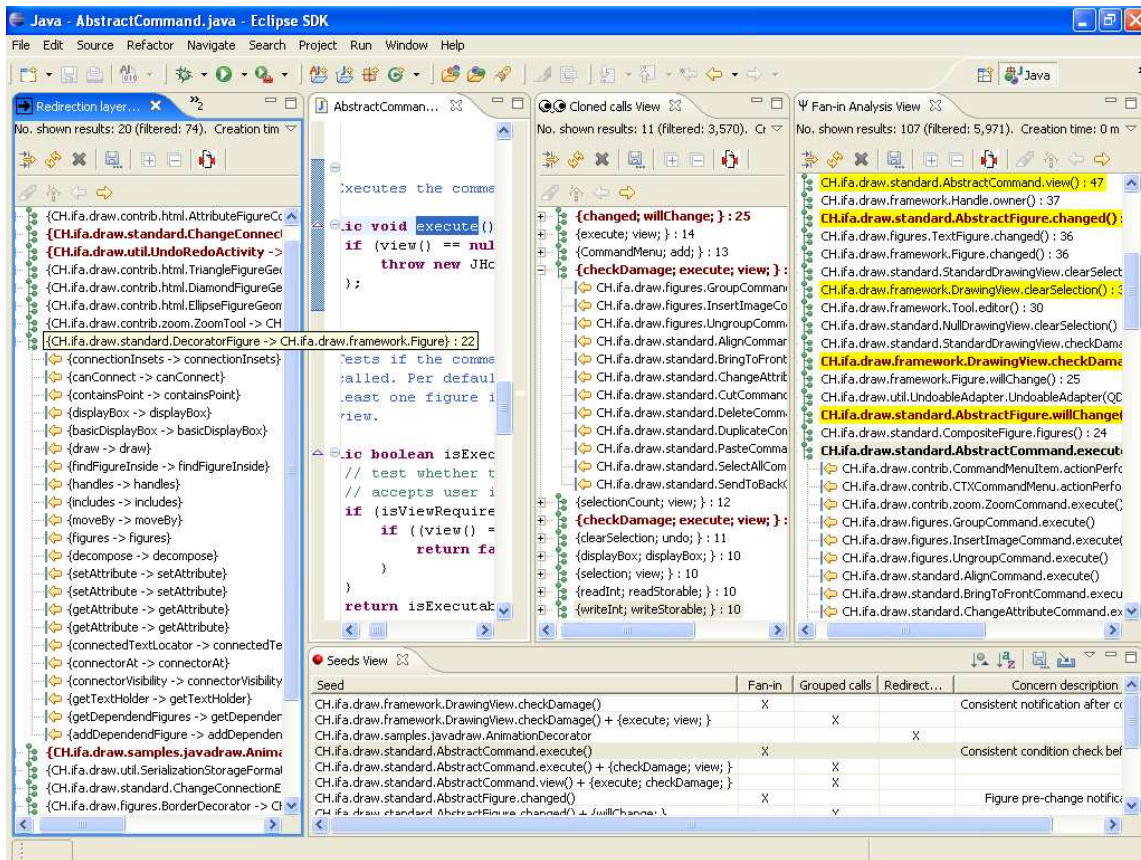 Java - AbstractCommand.java - Eclipse SDK
File Edit Source Refactor Navigate Search Project Run Window Help
Java
Redirection layer...
2
No. shown results: 20 (filtered: 74). Creation tim
{CH.ifa.draw.contrib.html.AttributeFigureCo
{CH.ifa.draw.standard.ChangeConnect
{CH.ifa.draw.util.UndoRedoActivity ->
{CH.ifa.draw.contrib.html.TriangleFigureGeo
{CH.ifa.draw.contrib.html.DiamondFigureGe
{CH.ifa.draw.contrib.html.EllipseFigureGeom
{CH.ifa.draw.contrib.zoom.ZoomTool -> CH
{CH.ifa.draw.standard.DecoratorFigure -> CH.ifa.draw.framework.Figure} : 22
{connectionInsets -> connectionInsets}
{canConnect -> canConnect}
{containsPoint -> containsPoint}
{displayBox -> displayBox}
{basicDisplayBox -> basicDisplayBox}
{draw -> draw}
{findFigureInside -> findFigureInside}
{handles -> handles}
{includes -> includes}
{moveBy -> moveBy}
{figures -> figures}
{decompose -> decompose}
{setAttribute -> setAttribute}
{setAttribute -> setAttribute}
{getAttribute -> getAttribute}
{getAttribute -> getAttribute}
{connectedTextLocator -> connectedTe
{connectorAt -> connectorAt}
{connectorVisibility -> connectorVisibility
{getTextHolder -> getTextHolder}
{getDependendFigures -> getDependen
{addDependendFigure -> addDependen
{CH.ifa.draw.samples.javadraw.Anima
{CH.ifa.draw.util.SerializationStorageFormat
{CH.ifa.draw.standard.ChangeConnectionE
{CH.ifa.draw.figures.BorderDecorator -> CH
AbstractComman...
Executes the comma
ic void execute()
if (view() == nul
throw new JHo
};
Tests if the comma
called. Per defaul
least one figure i
view.
ic boolean isExec
// test whether t
// accepts user i
if (isViewRequire
if ((view() =
return fa
}
}
return isExecutab
Cloned calls View
No. shown results: 11 (filtered: 3,570). Cr
{changed; willChange; } : 25
{execute; view; } : 14
{CommandMenu; add; } : 13
{checkDamage; execute; view; } :
CH.ifa.draw.figures.GroupComman
CH.ifa.draw.figures.InsertImageCo
CH.ifa.draw.figures.UngroupComm
CH.ifa.draw.standard.AlignComman
CH.ifa.draw.standard.BringToFront
CH.ifa.draw.standard.ChangeAttrib
CH.ifa.draw.standard.CutCommand
CH.ifa.draw.standard.DeleteComm
CH.ifa.draw.standard.DuplicateCom
CH.ifa.draw.standard.PasteComma
CH.ifa.draw.standard.SelectAllCom
CH.ifa.draw.standard.SendToBackC
{selectionCount; view; } : 12
{checkDamage; execute; view; } :
{clearSelection; undo; } : 11
{displayBox; displayBox; } : 10
{selection; view; } : 10
{readInt; readStorable; } : 10
{writeInt; writeStorable; } : 10
Fan-in Analysis View
No. shown results: 107 (filtered: 5,971). Creation time: 0 m
CH.ifa.draw.standard.AbstractCommand.view() : 47
CH.ifa.draw.framework.Handle.owner() : 37
CH.ifa.draw.standard.AbstractFigure.changed() :
CH.ifa.draw.figures.TextFigure.changed() : 36
CH.ifa.draw.framework.Figure.changed() : 36
CH.ifa.draw.standard.StandardDrawingView.clearSelect
CH.ifa.draw.framework.DrawingView.clearSelection() : 3
CH.ifa.draw.framework.Tool.editor() : 30
CH.ifa.draw.standard.NullDrawingView.clearSelection()
CH.ifa.draw.standard.StandardDrawingView.checkDama
CH.ifa.draw.framework.DrawingView.checkDama
CH.ifa.draw.framework.Figure.willChange() : 25
CH.ifa.draw.util.UndoableAdapter.UndoableAdapter(QD
CH.ifa.draw.standard.AbstractFigure.willChange(
CH.ifa.draw.standard.CompositeFigure.figures() : 24
CH.ifa.draw.standard.AbstractCommand.execut
CH.ifa.draw.contrib.CommandMenuItem.actionPerfo
CH.ifa.draw.contrib.CTXCommandMenu.actionPerfo
CH.ifa.draw.contrib.zoom.ZoomCommand.execute(
CH.ifa.draw.figures.GroupCommand.execute()
CH.ifa.draw.figures.InsertImageCommand.execute(
CH.ifa.draw.figures.UngroupCommand.execute()
CH.ifa.draw.standard.AlignCommand.execute()
CH.ifa.draw.standard.BringToFrontCommand.execu
CH.ifa.draw.standard.ChangeAttributeCommand.ex
Seeds View
Seed Fan-in Grouped calls Redirect... Concern description
CH.ifa.draw.framework.DrawingView.checkDamage() X Consistent notification after co
CH.ifa.draw.framework.DrawingView.checkDamage() + {execute; view; } X
CH.ifa.draw.samples.javadraw.AnimationDecorator X
CH.ifa.draw.standard.AbstractCommand.execute() X Consistent condition check bef
CH.ifa.draw.standard.AbstractCommand.execute() + {checkDamage; view; } X
CH.ifa.draw.standard.AbstractCommand.view() + {execute; checkDamage; } X
CH.ifa.draw.standard.AbstractFigure.changed() X Figure pre-change notifica
CH.ifa.draw.standard.AbstractFigure.changed() + {willChange; } X